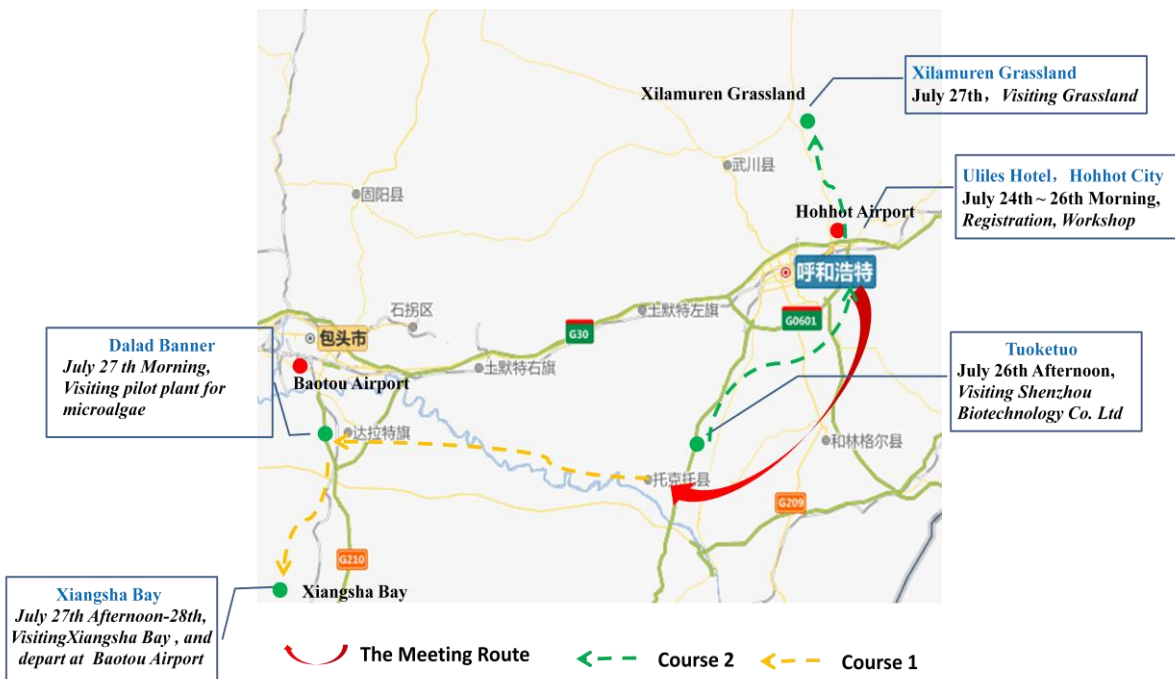 Xilamuren Grassland
July 27th，Visiting Grassland
Xilamuren Grassland
武川县
Uliles Hotel，Hohhot City
July 24th ~ 26th Morning,
Registration, Workshop
固阳县
Hohhot Airport
呼和浩特
石拐区
土默特左旗
G0601
G30
包头市
土默特右旗
Dalad Banner
July 27 th Morning,
Visiting pilot plant for
microalgae
Baotou Airport
Tuoketuo
July 26th Afternoon,
Visiting Shenzhou
Biotechnology Co. Ltd
达拉特旗
和林格尔县
托克托县
G209
G210
Xiangsha Bay
Xiangsha Bay
July 27th Afternoon-28th,
VisitingXiangsha Bay , and
depart at Baotou Airport
The Meeting Route
Course 2
Course 1